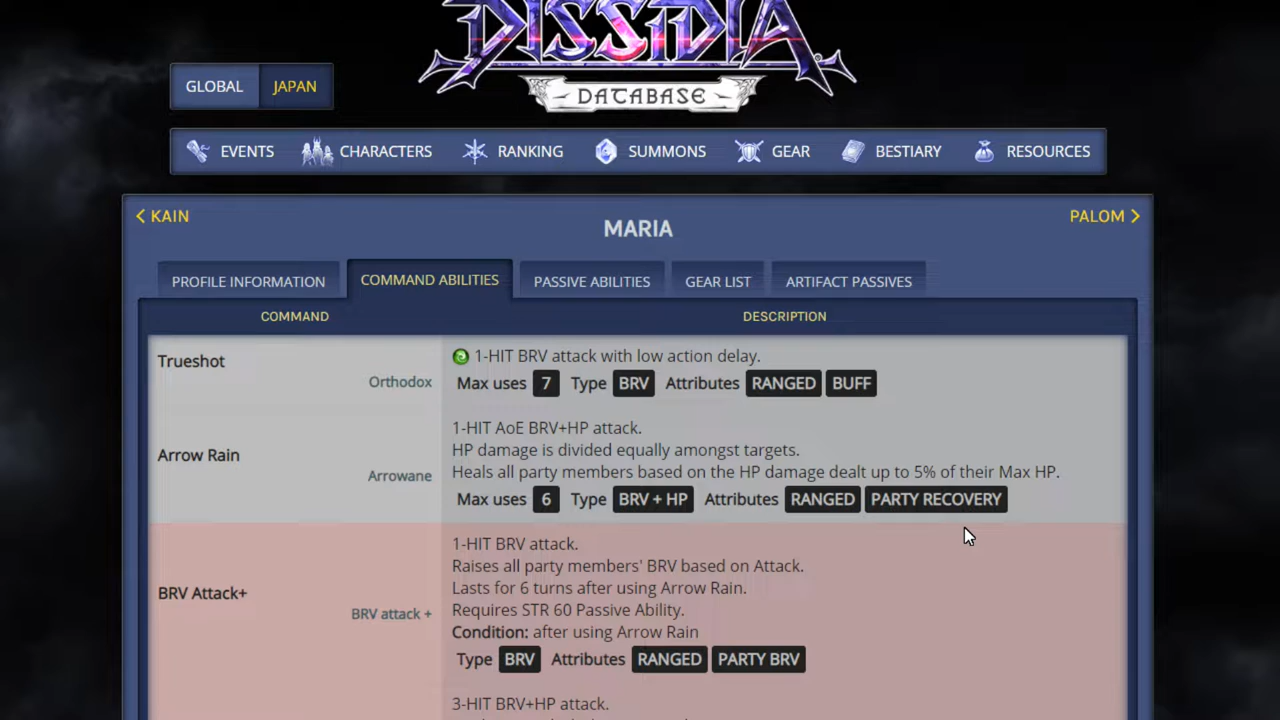 DISSIDIA
DATABASE
GLOBAL JAPAN
EVENTS CHARACTERS RANKING SUMMONS GEAR BESTIARY RESOURCES
KAIN
MARIA
PALOM
PROFILE INFORMATION COMMAND ABILITIES PASSIVE ABILITIES GEAR LIST ARTIFACT PASSIVES
COMMAND DESCRIPTION
Trueshot
Orthodox
1-HIT BRV attack with low action delay.
Max uses 7 Type BRV Attributes RANGED BUFF
Arrow Rain
Arrowane
1-HIT AoE BRV+HP attack.
HP damage is divided equally amongst targets.
Heals all party members based on the HP damage dealt up to 5% of their Max HP.
Max uses 6 Type BRV + HP Attributes RANGED PARTY RECOVERY
BRV Attack+
BRV attack +
1-HIT BRV attack.
Raises all party members' BRV based on Attack.
Lasts for 6 turns after using Arrow Rain.
Requires STR 60 Passive Ability.
Condition: after using Arrow Rain
Type BRV Attributes RANGED PARTY BRV
3-HIT BRV+HP attack.